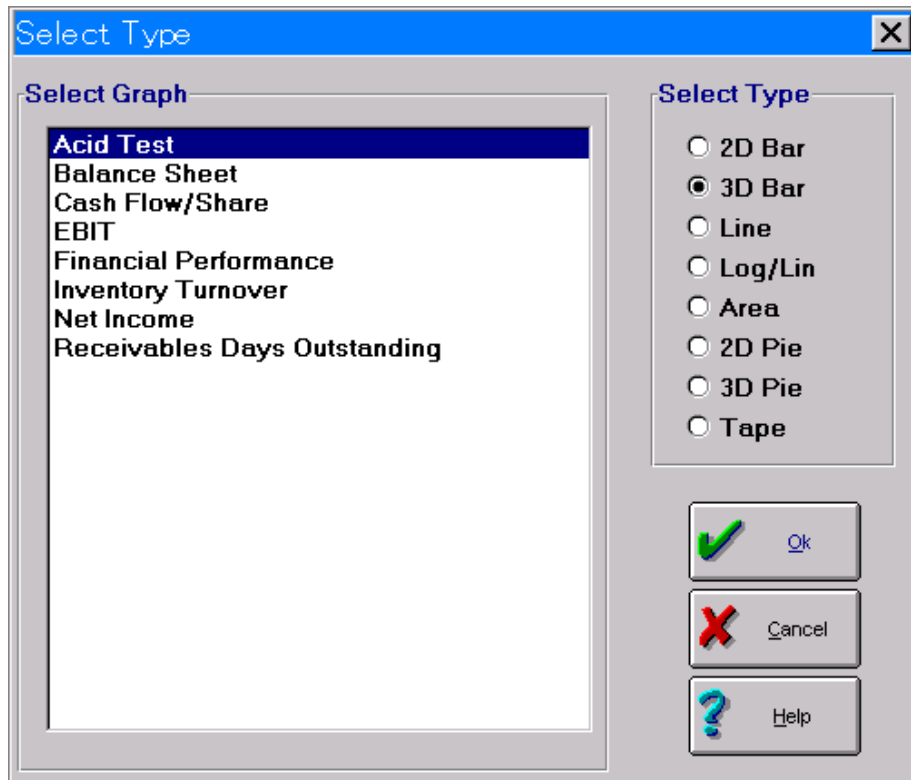 Select Type
Select Graph
Acid Test
Balance Sheet
Cash Flow/Share
EBIT
Financial Performance
Inventory Turnover
Net Income
Receivables Days Outstanding
Select Type
2D Bar
3D Bar
Line
Log/Lin
Area
2D Pie
3D Pie
Tape
Ok
Cancel
Help